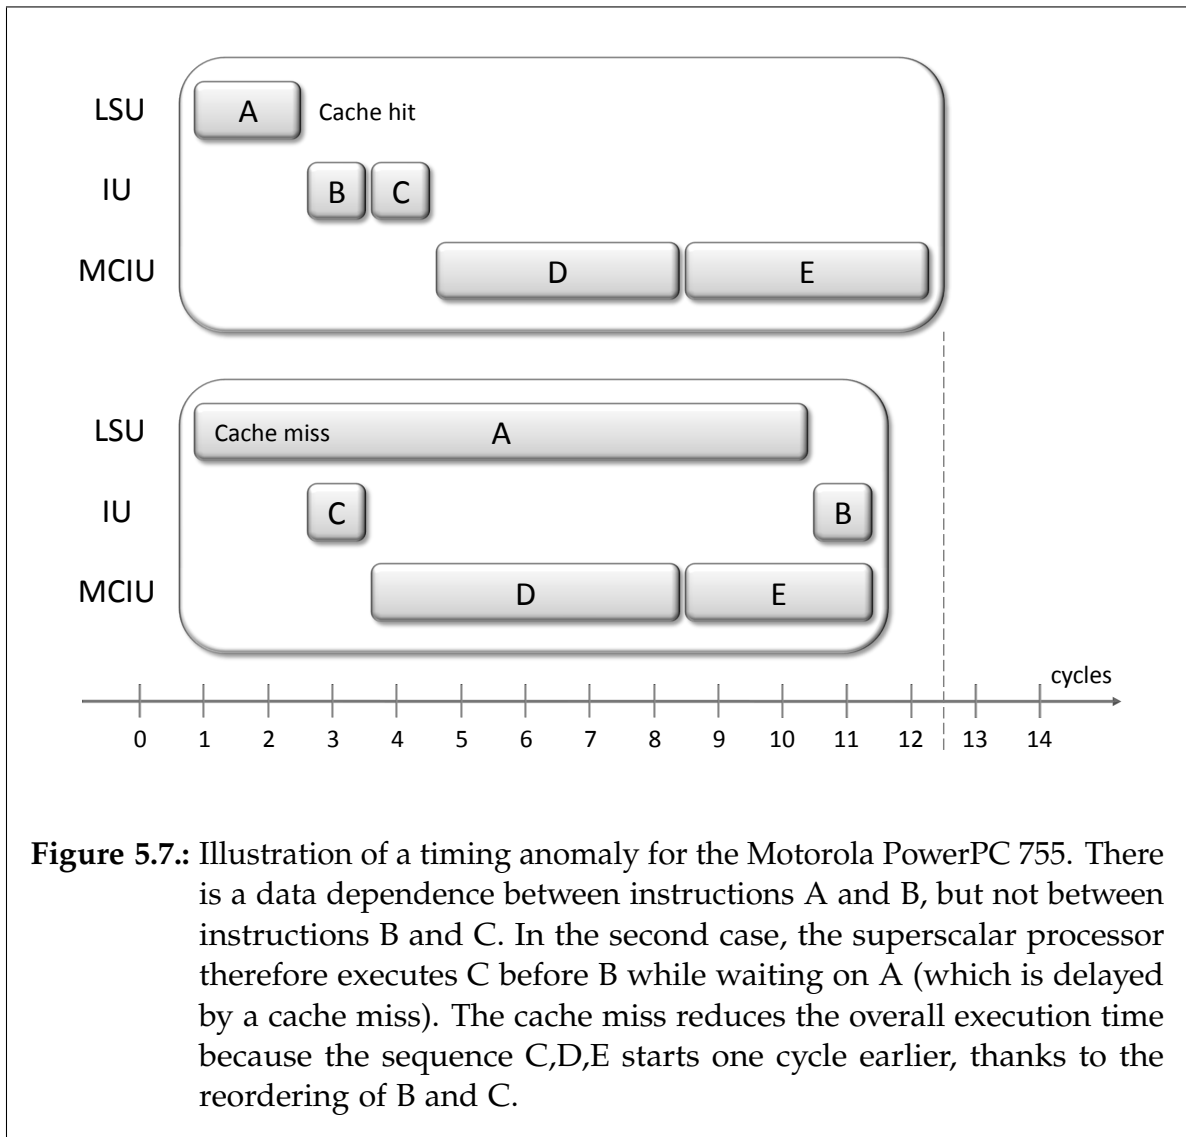 LSU
A
Cache hit
IU
B
C
MCIU
D
E
LSU
Cache miss
A
IU
C
B
MCIU
D
E
cycles
0 1 2 3 4 5 6 7 8 9 10 11 12 13 14
Figure 5.7.: Illustration of a timing anomaly for the Motorola PowerPC 755. There
is a data dependence between instructions A and B, but not between
instructions B and C. In the second case, the superscalar processor
therefore executes C before B while waiting on A (which is delayed
by a cache miss). The cache miss reduces the overall execution time
because the sequence C,D,E starts one cycle earlier, thanks to the
reordering of B and C.